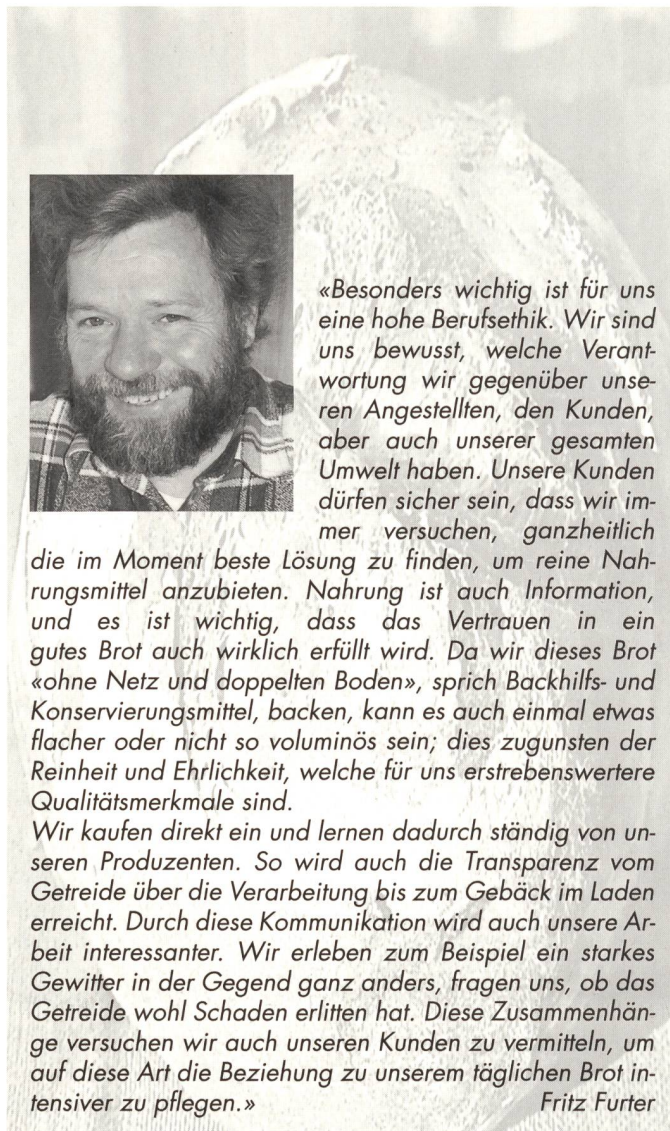 «Besonders wichtig ist für uns
eine hohe Berufsethik. Wir sind
uns bewusst, welche Verant-
wortung wir gegenüber unse-
ren Angestellten, den Kunden,
aber auch unserer gesamten
Umwelt haben. Unsere Kunden
dürfen sicher sein, dass wir im-
mer versuchen, ganzheitlich
die im Moment beste Lösung zu finden, um reine Nah-
rungsmittel anzubieten. Nahrung ist auch Information,
und es ist wichtig, dass das Vertrauen in ein
gutes Brot auch wirklich erfüllt wird. Da wir dieses Brot
«ohne Netz und doppelten Boden», sprich Backhilfs- und
Konservierungsmittel, backen, kann es auch einmal etwas
flacher oder nicht so voluminös sein; dies zugunsten der
Reinheit und Ehrlichkeit, welche für uns erstrebenswertere
Qualitätsmerkmale sind.
Wir kaufen direkt ein und lernen dadurch ständig von un-
seren Produzenten. So wird auch die Transparenz vom
Getreide über die Verarbeitung bis zum Gebäck im Laden
erreicht. Durch diese Kommunikation wird auch unsere Ar-
beit interessanter. Wir erleben zum Beispiel ein starkes
Gewitter in der Gegend ganz anders, fragen uns, ob das
Getreide wohl Schaden erlitten hat. Diese Zusammenhän-
ge versuchen wir auch unseren Kunden zu vermitteln, um
auf diese Art die Beziehung zu unserem täglichen Brot in-
tensiver zu pflegen.» Fritz Furter